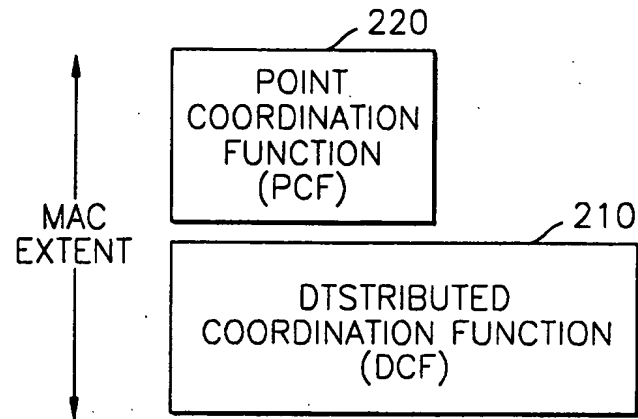 220
POINT
COORDINATION
FUNCTION
(PCF)
MAC
EXTENT
210
DTSTRIBUTED
COORDINATION FUNCTION
(DCF)